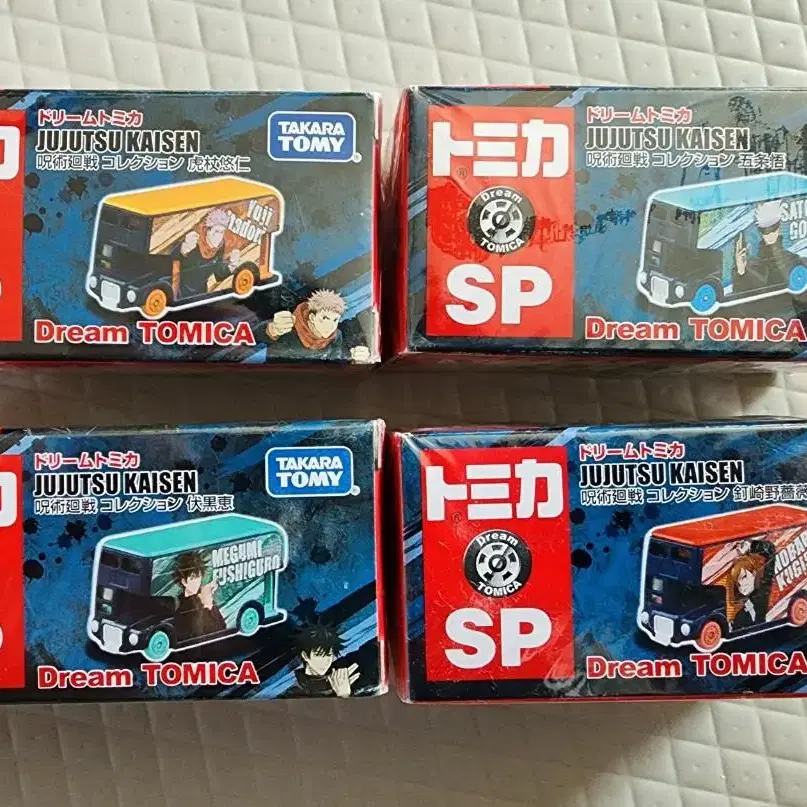 カ
ドリームトミカ
JUJUTSU KAISEN
呪術廻戦 コレクション 虎杖悠仁
TAKARA
TOMY
Yuji
Itadori
Dream TOMICA
トミカ
Dream
TOMICA
SP
ドリームトミカ
JUJUTSU KAISEN
呪術廻戦 コレクション 五条悟
SAT
GO
Dream TOMICA
カ
P
ドリームトミカ
JUJUTSU KAISEN
呪術廻戦 コレクション 伏黒恵
TAKARA
TOMY
MEGUMI
FUSHIGURO
Dream TOMICA
トミカ
Dream
TOMICA
SP
ドリームトミカ
JUJUTSU KAISEN
呪術廻戦 コレクション 釘崎野薔薇
NOBA
KUGI
Dream TOMICA